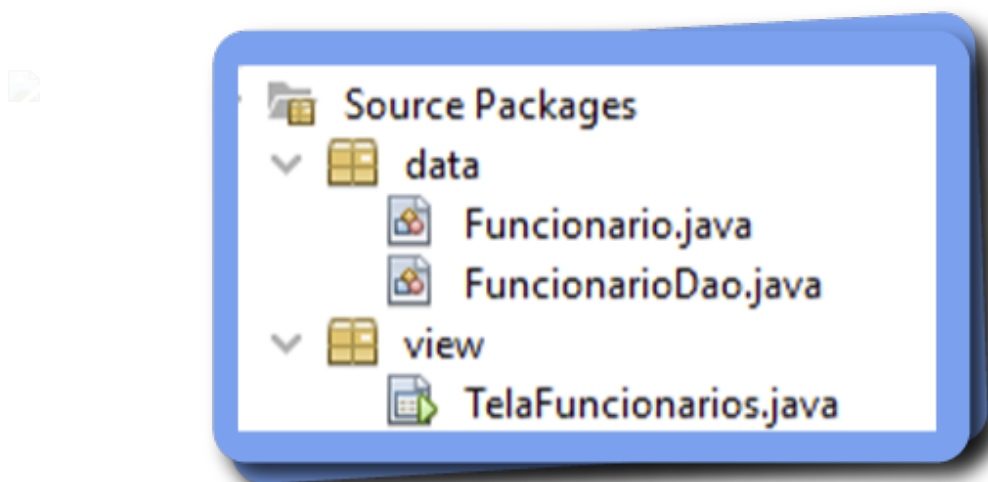 Source Packages
data
Funcionario.java
FuncionarioDao.java
view
TelaFuncionarios.java